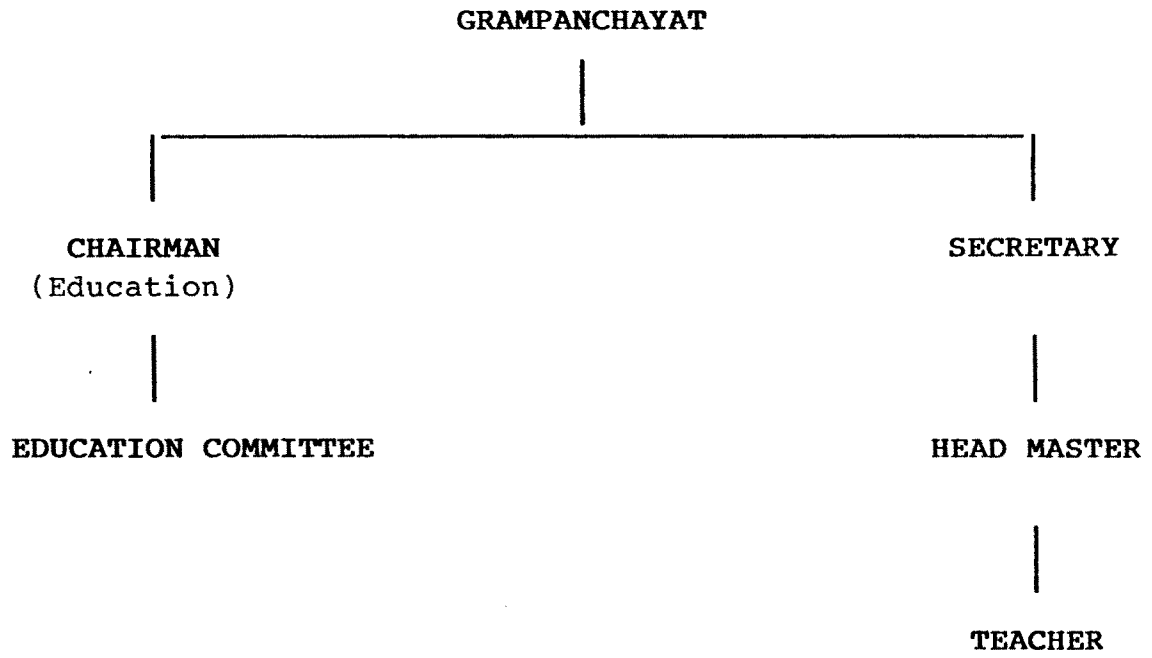 GRAMPANCHAYAT
CHAIRMAN
(Education)
SECRETARY
EDUCATION COMMITTEE
HEAD MASTER
TEACHER